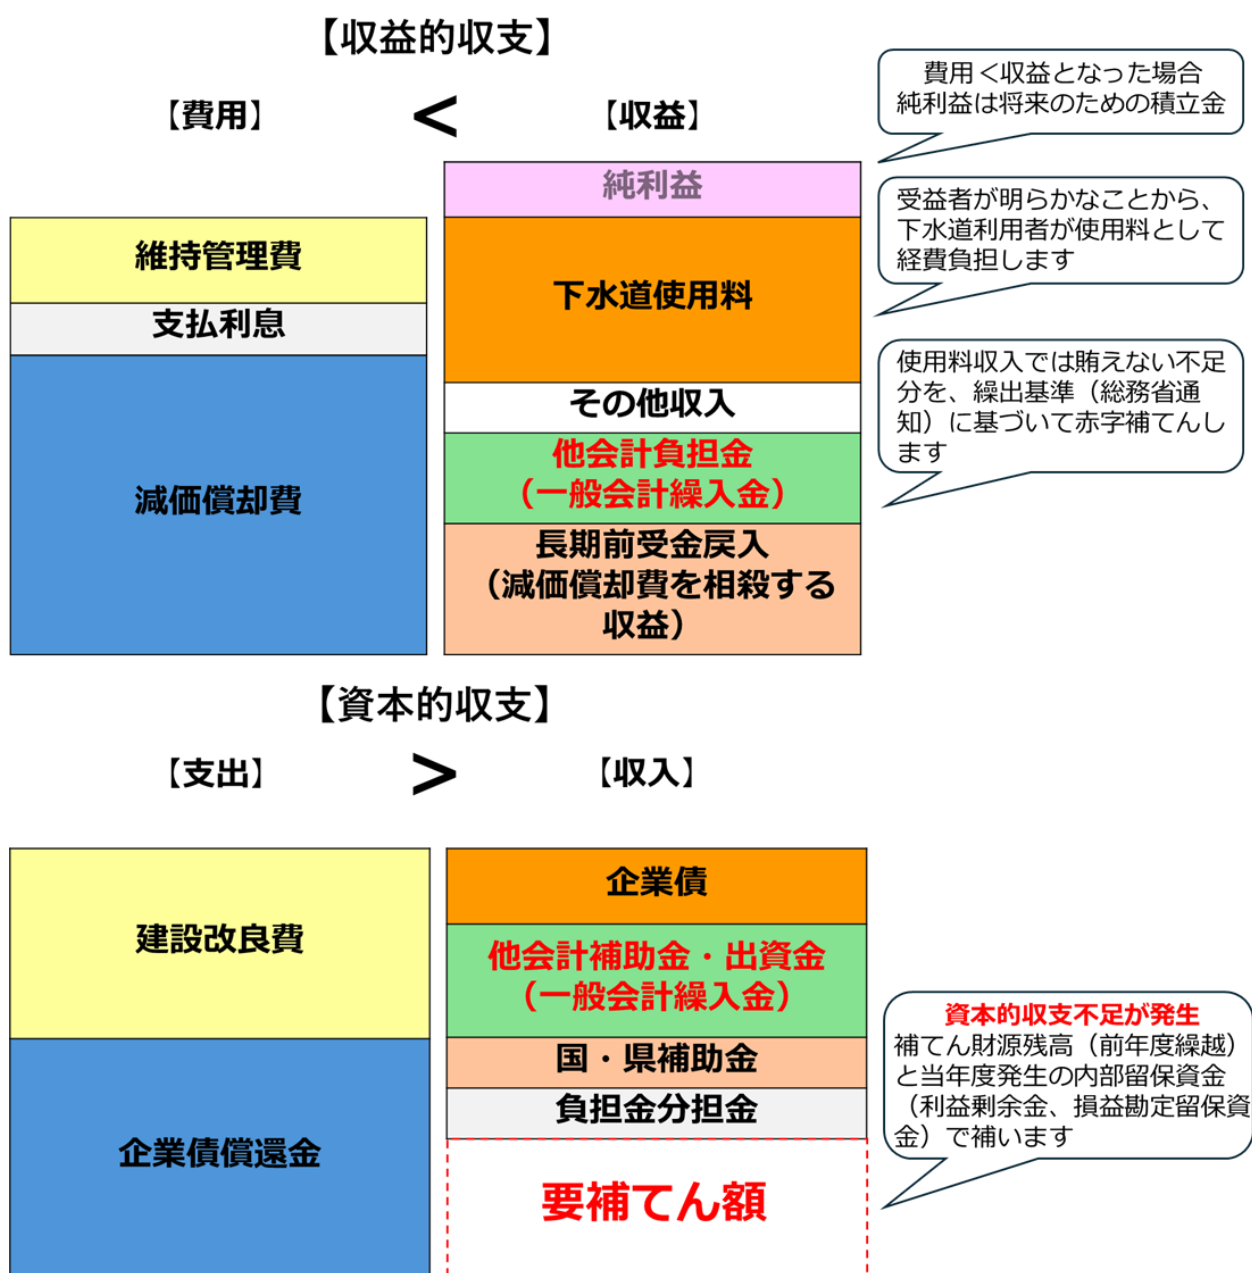 【収益的収支】
【費用】
<
【収益】
費用<収益となった場合
純利益は将来のための積立金
純利益
維持管理費
支払利息
減価償却費
下水道使用料
受益者が明らかなことから、
下水道利用者が使用料として
経費負担します
その他収入
他会計負担金
（一般会計繰入金）
使用料収入では賄えない不足
分を、繰出基準（総務省通
知）に基づいて赤字補てんし
ます
長期前受金戻入
（減価償却費を相殺する
収益）
【資本的収支】
【支出】
>
【収入】
建設改良費
企業債償還金
企業債
他会計補助金・出資金
（一般会計繰入金）
国・県補助金
負担金分担金
要補てん額
資本的収支不足が発生
補てん財源残高（前年度繰越）
と当年度発生の内部留保資金
（利益剰余金、損益勘定留保資
金）で補います